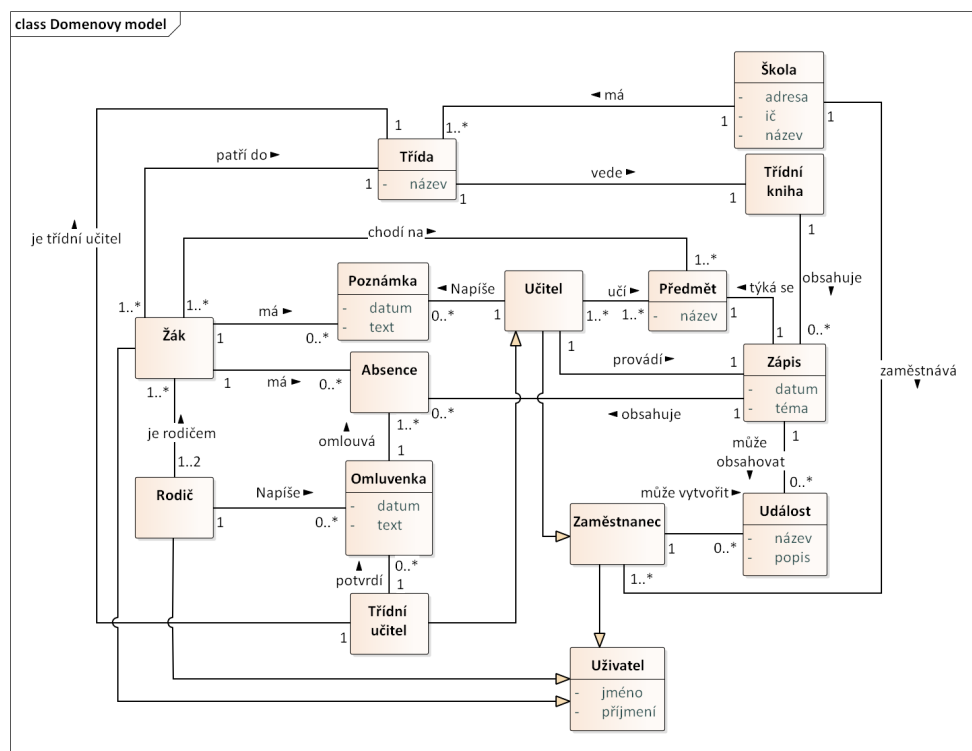 class Domenovy model
Škola
- adresa
- ič
- název
◄ má
1
1
1
1..*
Třída
- název
patří do ►
1
1
vede ►
1
Třídní
kniha
1
je třídní učitel
▲
chodí na ►
1..*
obsahuje
▼
Poznámka
- datum
- text
◄ Napíše
Učitel
učí ►
Předmět
- název
◄ týká se
1..*
1..*
Žák
1
má ►
0..*
0..*
1
1..*
1..*
1
1
0..*
1
provádí ►
1
Zápis
- datum
- téma
zaměstnává
▼
Absence
1
má ►
0..*
0..*
◄ obsahuje
1
1
1..*
je rodičem
▲
1..2
omlouvá
▲
1..*
1
může
obsahovat
▼
0..*
Rodič
1
Napíše ►
0..*
Omluvenka
- datum
- text
může vytvořit ►
Zaměstnanec
1
0..*
Událost
- název
- popis
potvrdí
▲
0..*
1
1..*
Třídní
učitel
1
Uživatel
- jméno
- příjmení